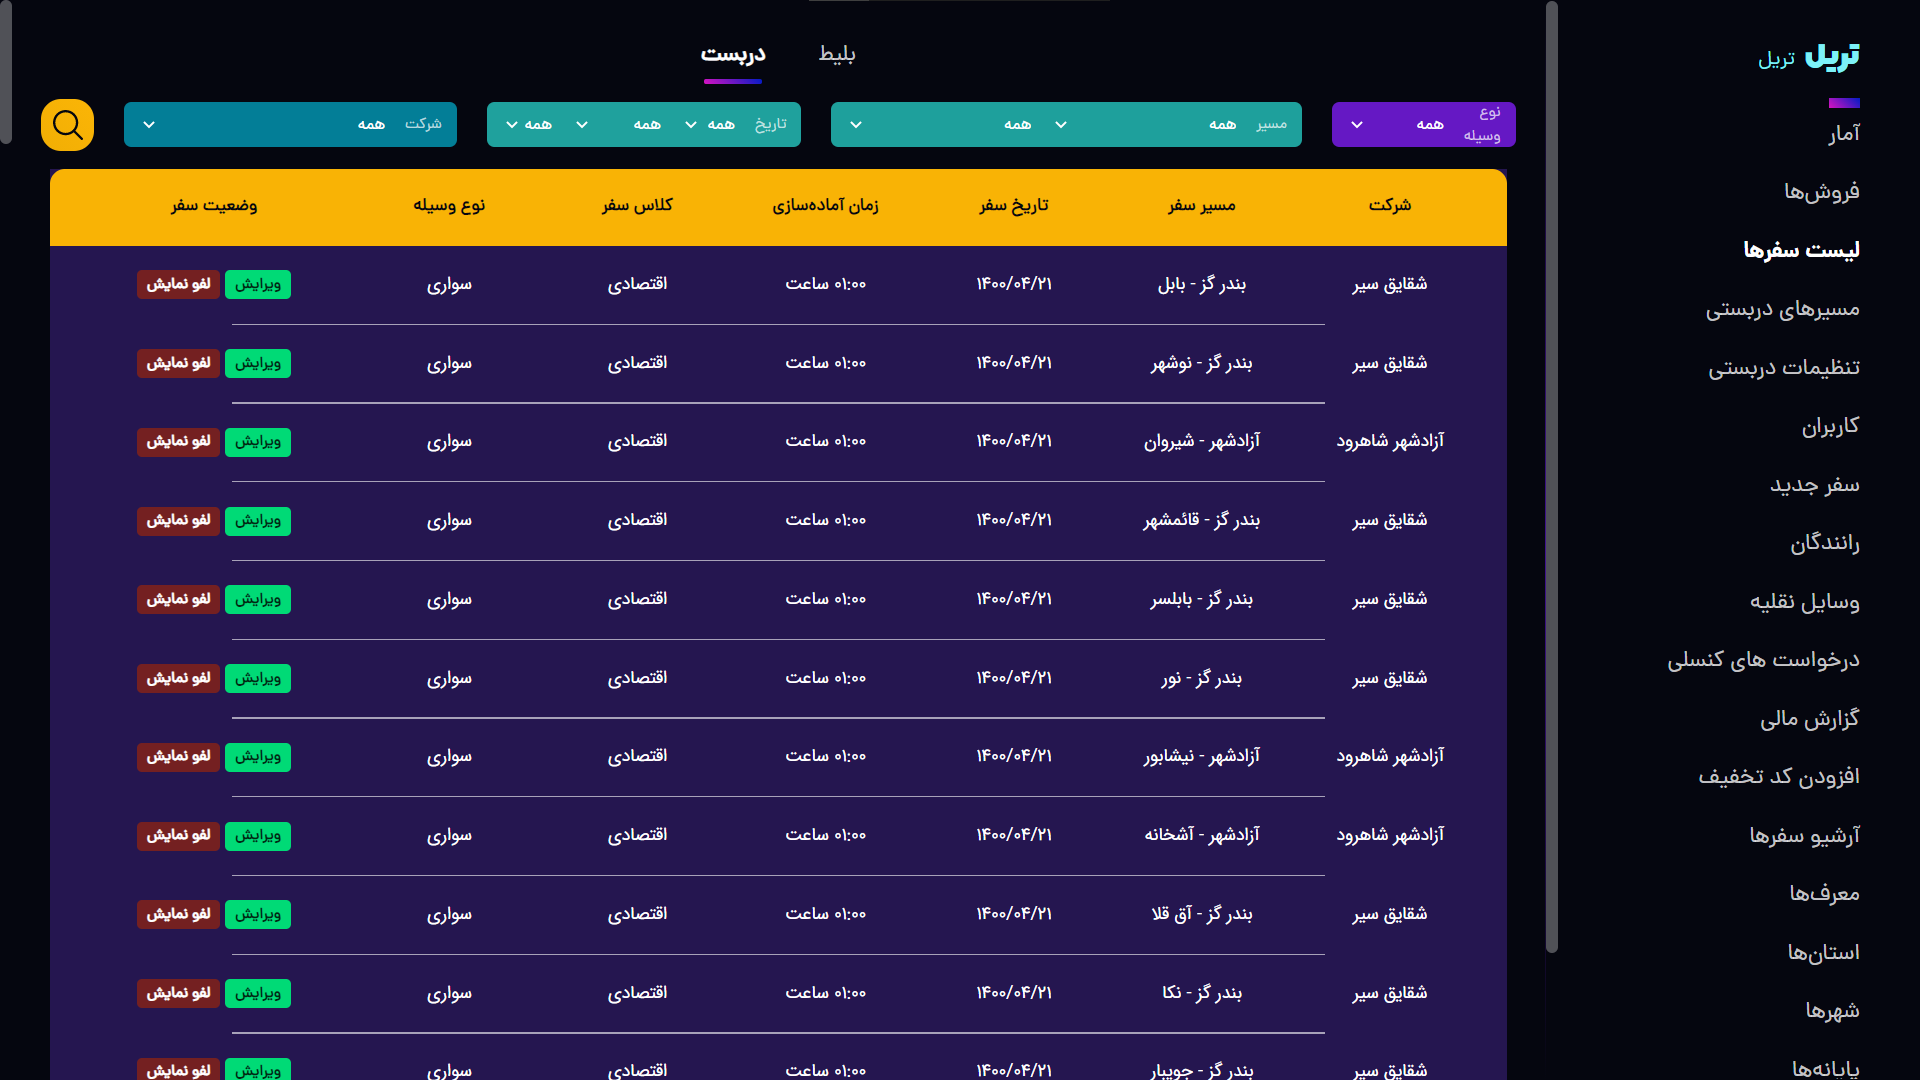 تریل تریل
آمار
فروش‌ها
لیست سفرها
مسیرهای دربستی
تنظیمات دربستی
کاربران
سفر جدید
رانندگان
وسایل نقلیه
درخواست های کنسلی
گزارش مالی
افزودن کد تخفیف
آرشیو سفرها
معرف‌ها
استان‌ها
شهرها
پایانه‌ها
بلیط دربست
نوع وسیله همه مسیر همه همه تاریخ همه همه همه شرکت همه
شرکت مسیر سفر تاریخ سفر زمان آماده‌سازی کلاس سفر نوع وسیله وضعیت سفر
شقایق سیر بندر گز - بابل ۱۴۰۰/۰۴/۲۱ ۰۱:۰۰ ساعت اقتصادی سواری ویرایش لغو نمایش
شقایق سیر بندر گز - نوشهر ۱۴۰۰/۰۴/۲۱ ۰۱:۰۰ ساعت اقتصادی سواری ویرایش لغو نمایش
آزادشهر شاهرود آزادشهر - شیروان ۱۴۰۰/۰۴/۲۱ ۰۱:۰۰ ساعت اقتصادی سواری ویرایش لغو نمایش
شقایق سیر بندر گز - قائمشهر ۱۴۰۰/۰۴/۲۱ ۰۱:۰۰ ساعت اقتصادی سواری ویرایش لغو نمایش
شقایق سیر بندر گز - بابلسر ۱۴۰۰/۰۴/۲۱ ۰۱:۰۰ ساعت اقتصادی سواری ویرایش لغو نمایش
شقایق سیر بندر گز - نور ۱۴۰۰/۰۴/۲۱ ۰۱:۰۰ ساعت اقتصادی سواری ویرایش لغو نمایش
آزادشهر شاهرود آزادشهر - نیشابور ۱۴۰۰/۰۴/۲۱ ۰۱:۰۰ ساعت اقتصادی سواری ویرایش لغو نمایش
آزادشهر شاهرود آزادشهر - آشخانه ۱۴۰۰/۰۴/۲۱ ۰۱:۰۰ ساعت اقتصادی سواری ویرایش لغو نمایش
شقایق سیر بندر گز - آق قلا ۱۴۰۰/۰۴/۲۱ ۰۱:۰۰ ساعت اقتصادی سواری ویرایش لغو نمایش
شقایق سیر بندر گز - نکا ۱۴۰۰/۰۴/۲۱ ۰۱:۰۰ ساعت اقتصادی سواری ویرایش لغو نمایش
شقایق سیر بندر گز - جویبار ۱۴۰۰/۰۴/۲۱ ۰۱:۰۰ ساعت اقتصادی سواری ویرایش لغو نمایش